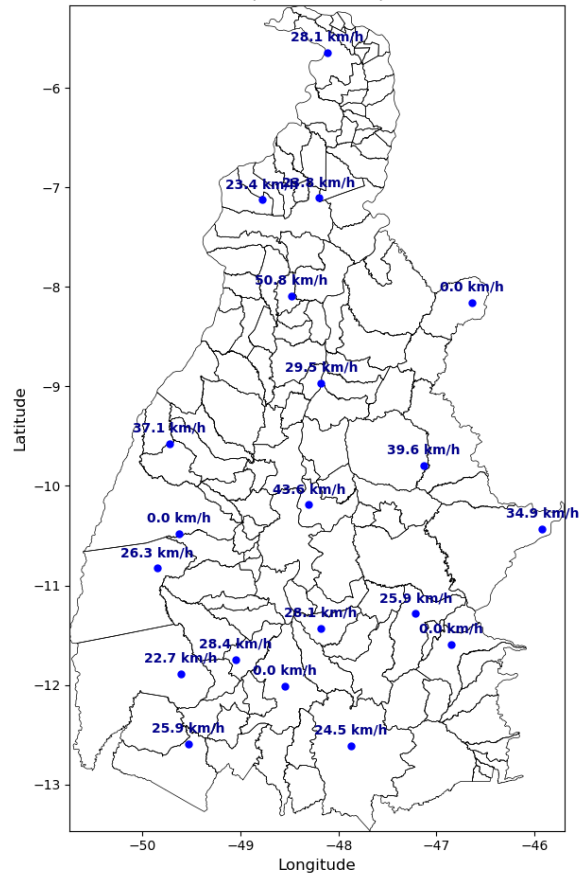 28.1 km/h
−6
−7
23.4 km/h
50.8 km/h
0.0 km/h
−8
29.5 km/h
−9
37.1 km/h
39.6 km/h
Latitude
−10
43.6 km/h
34.9 km/h
0.0 km/h
26.3 km/h
−11
25.9 km/h
28.1 km/h
0.0 km/h
28.4 km/h
22.7 km/h
0.0 km/h
−12
25.9 km/h
24.5 km/h
−13
−50 −49 −48 −47 −46
Longitude